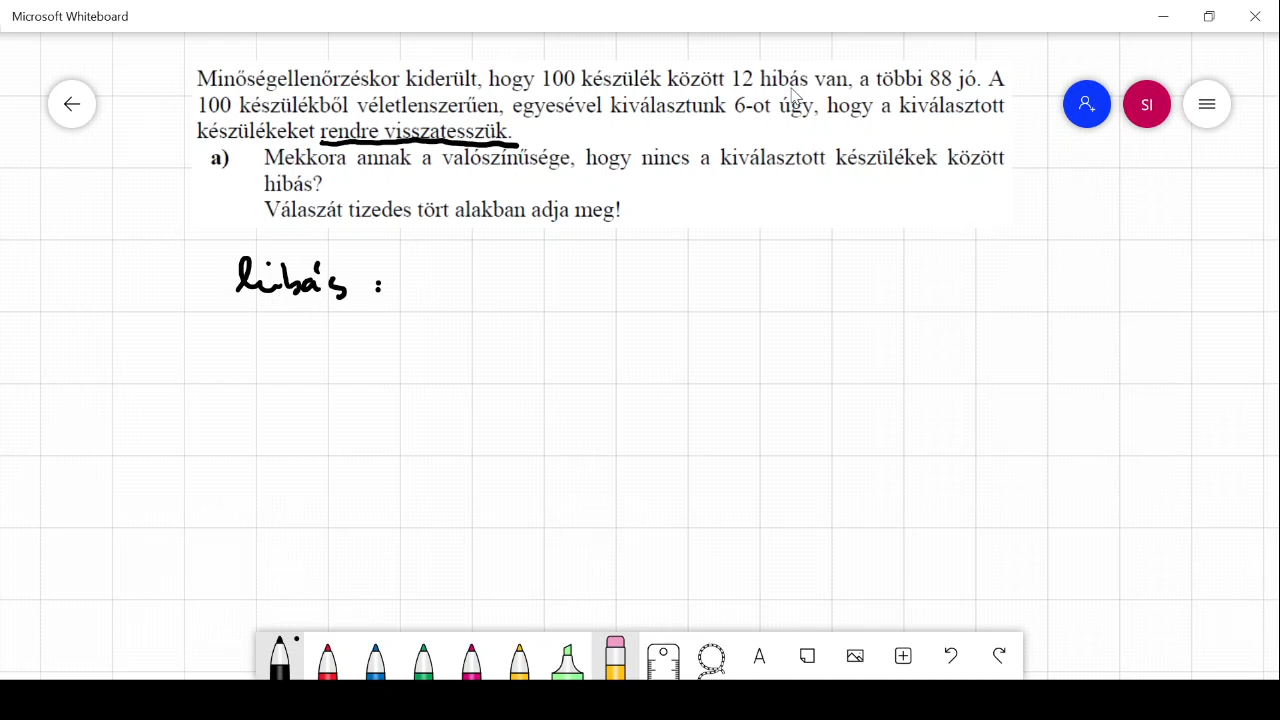 Microsoft Whiteboard
Minőségellenőrzéskor kiderült, hogy 100 készülék között 12 hibás van, a többi 88 jó. A
100 készülékből véletlenszerűen, egyesével kiválasztunk 6-ot úgy, hogy a kiválasztott
készülékeket rendre visszatesszük.
SI
a) Mekkora annak a valószínűsége, hogy nincs a kiválasztott készülékek között
hibás?
Válaszát tizedes tört alakban adja meg!
hibás :
A